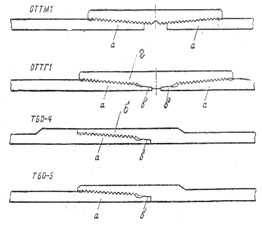 ОТТМ1
а а
ОТТГ1
г
а в в а
ТБО-4
б
а в
ТБО-5
а в